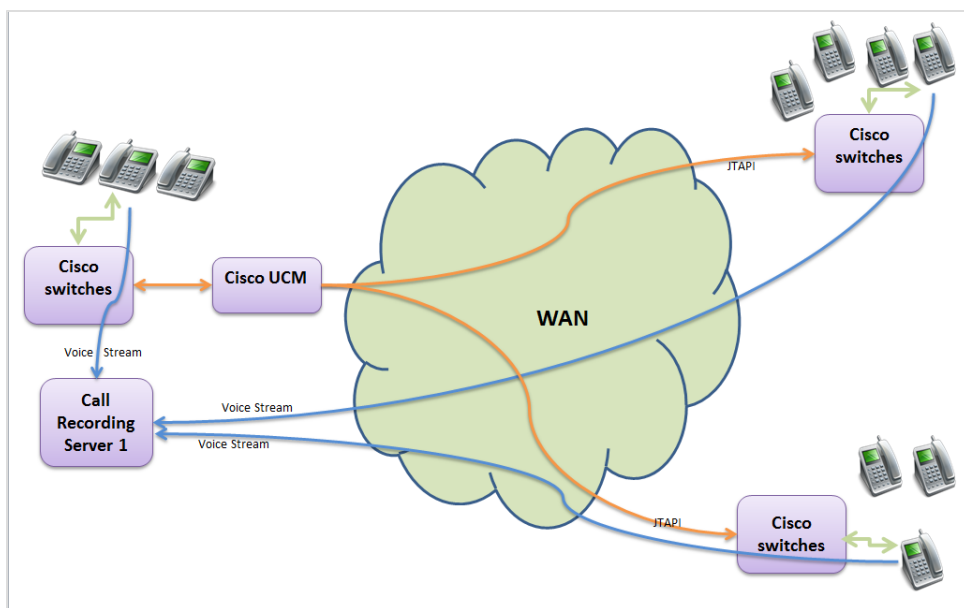 Cisco
switches
JTAPI
Cisco
switches
Cisco UCM
WAN
Voice Stream
Call
Recording
Server 1
Voice Stream
Voice Stream
JTAPI
Cisco
switches